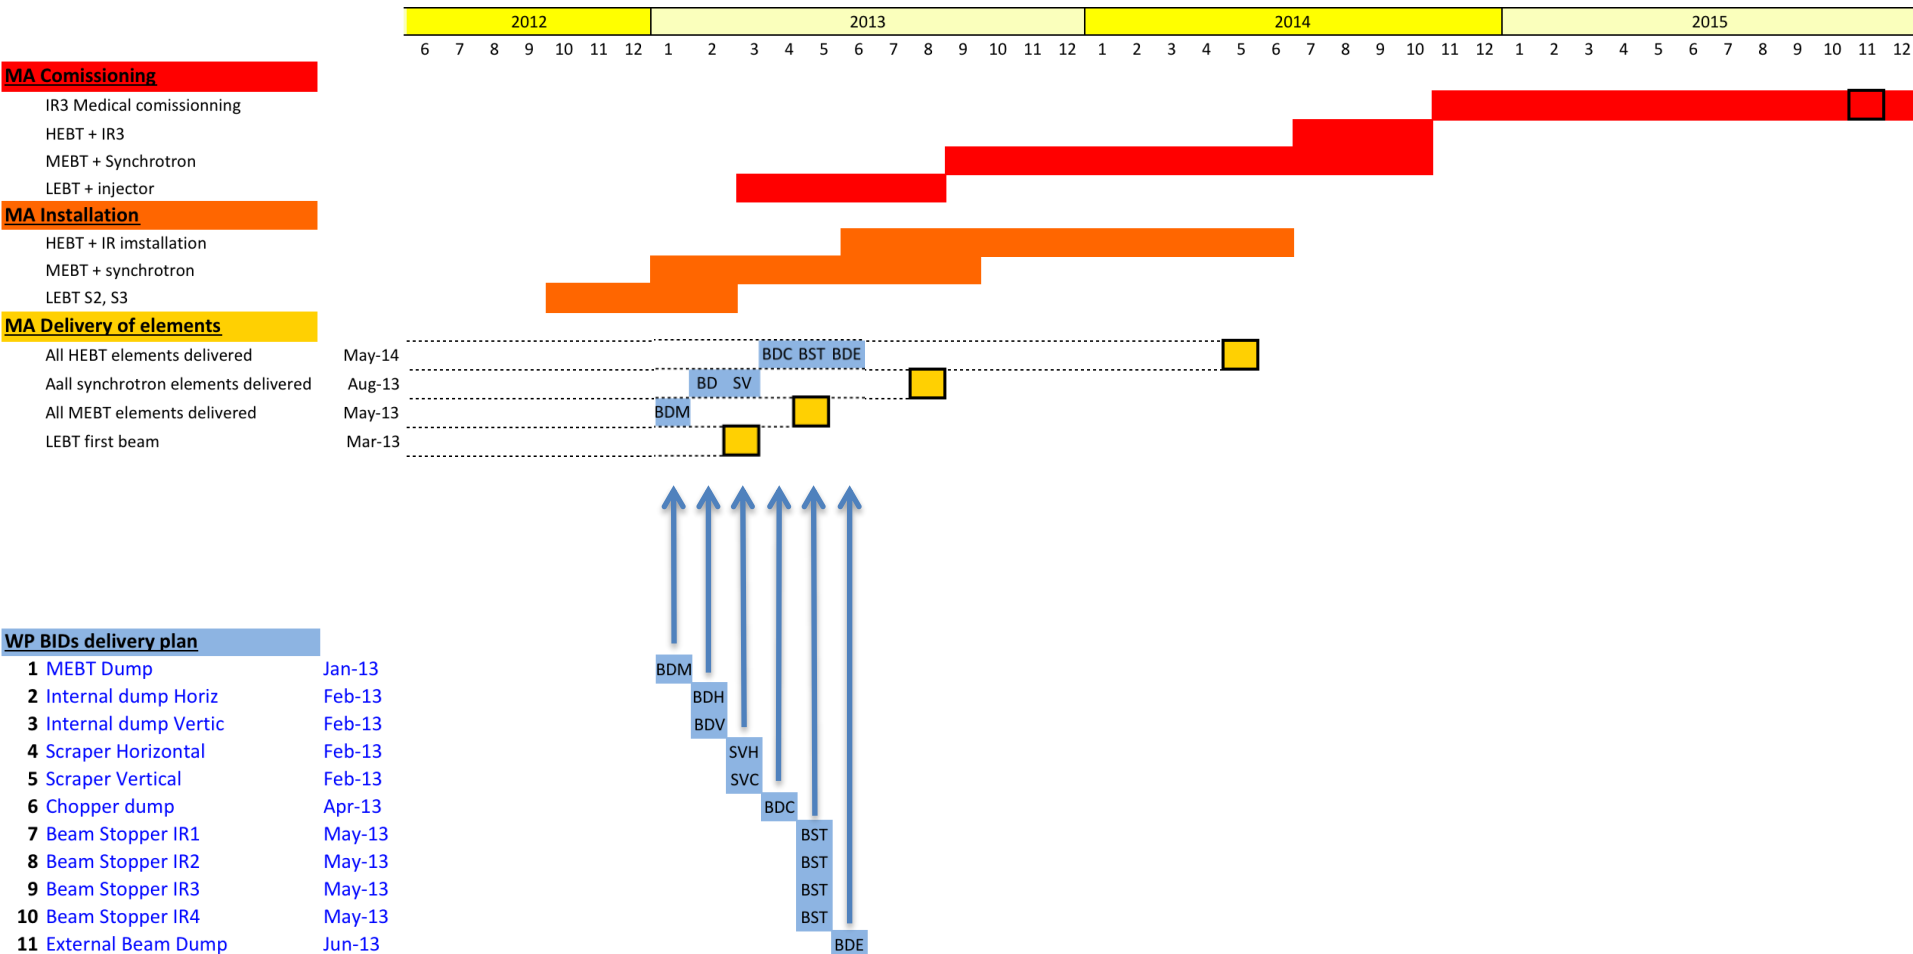 2012 2013 2014 2015
6 7 8 9 10 11 12 1 2 3 4 5 6 7 8 9 10 11 12 1 2 3 4 5 6 7 8 9 10 11 12 1 2 3 4 5 6 7 8 9 10 11 12
MA Comissioning
IR3 Medical comissionning
HEBT + IR3
MEBT + Synchrotron
LEBT + injector
MA Installation
HEBT + IR imstallation
MEBT + synchrotron
LEBT S2, S3
MA Delivery of elements
All HEBT elements delivered May-14 BDC BST BDE
Aall synchrotron elements delivered Aug-13 BD SV
All MEBT elements delivered May-13 BDM
LEBT first beam Mar-13
WP BIDs delivery plan
1 MEBT Dump Jan-13 BDM
2 Internal dump Horiz Feb-13 BDH
3 Internal dump Vertic Feb-13 BDV
4 Scraper Horizontal Feb-13 SVH
5 Scraper Vertical Feb-13 SVC
6 Chopper dump Apr-13 BDC
7 Beam Stopper IR1 May-13 BST
8 Beam Stopper IR2 May-13 BST
9 Beam Stopper IR3 May-13 BST
10 Beam Stopper IR4 May-13 BST
11 External Beam Dump Jun-13 BDE